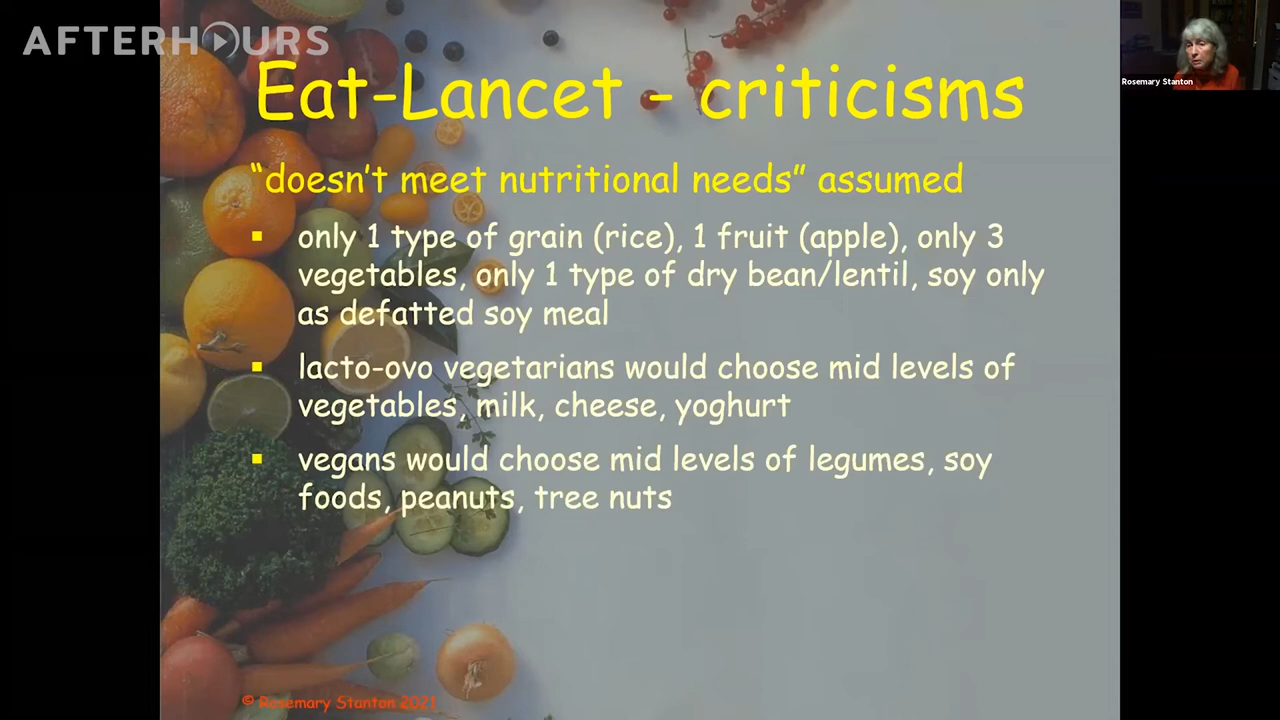 AFTERHOURS
Rosemary Stanton
Eat-Lancet - criticisms
“doesn’t meet nutritional needs” assumed
▪ only 1 type of grain (rice), 1 fruit (apple), only 3
vegetables, only 1 type of dry bean/lentil, soy only
as defatted soy meal
▪ lacto-ovo vegetarians would choose mid levels of
vegetables, milk, cheese, yoghurt
▪ vegans would choose mid levels of legumes, soy
foods, peanuts, tree nuts
© Rosemary Stanton 2021